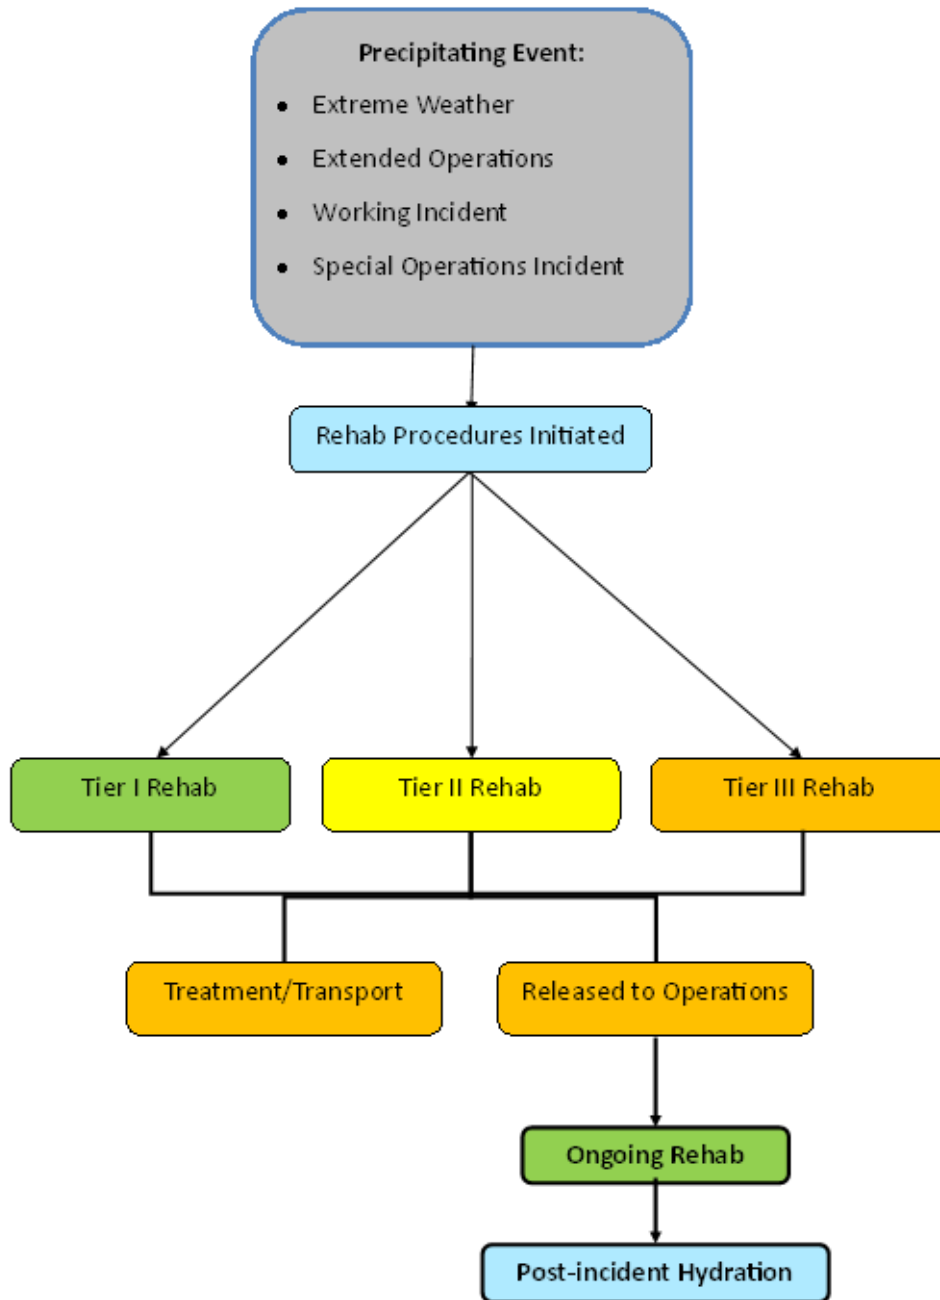 Precipitating Event:
• Extreme Weather
• Extended Operations
• Working Incident
• Special Operations Incident
Rehab Procedures Initiated
Tier I Rehab
Tier II Rehab
Tier III Rehab
Treatment/Transport
Released to Operations
Ongoing Rehab
Post-incident Hydration